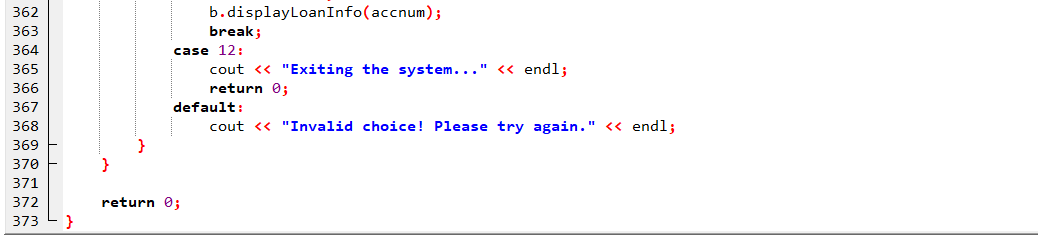 362 b.displayLoanInfo(accnum);
363 break;
364 case 12:
365 cout << "Exiting the system..." << endl;
366 return 0;
367 default:
368 cout << "Invalid choice! Please try again." << endl;
369 }
370 }
371
372 return 0;
373 }